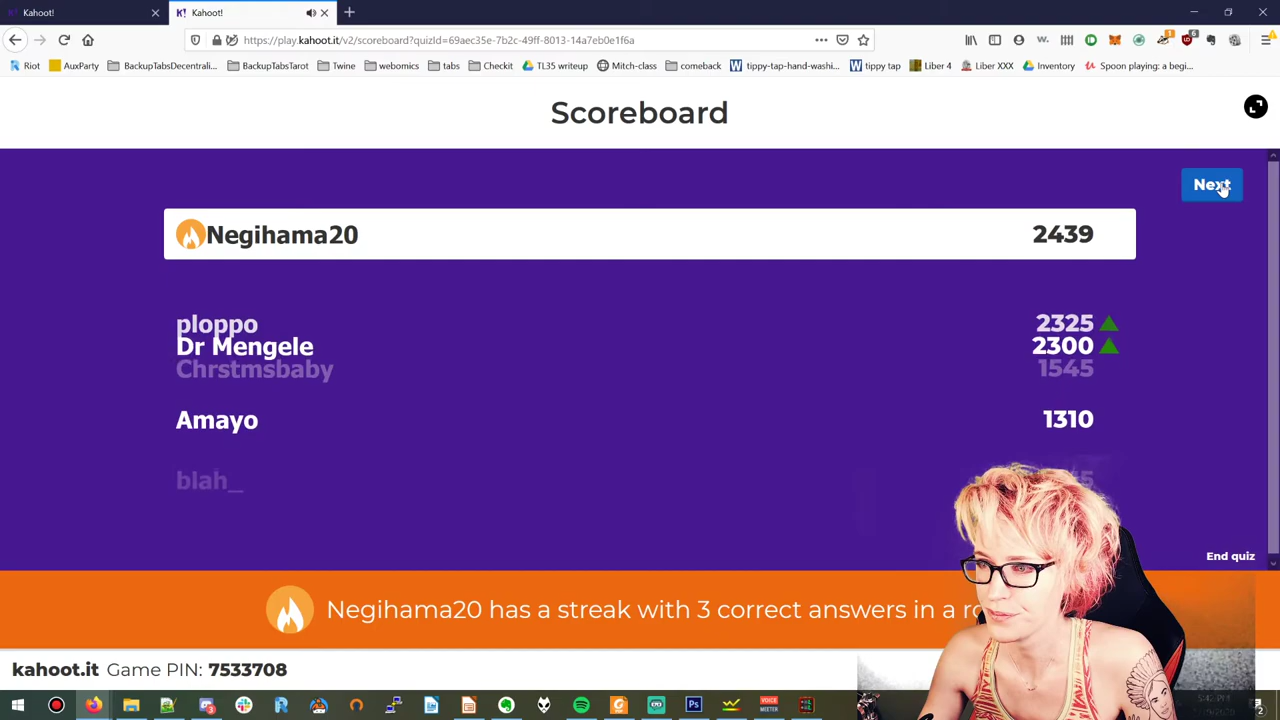 Kahoot!
Kahoot!
https://play.kahoot.it/v2/scoreboard?quizId=69aec35e-7b2c-49ff-8013-14a7eb0e1f6a
Riot
AuxParty
BackupTabsDecentrali...
BackupTabsTarot
Twine
webomics
tabs
Checkit
TL35 writeup
Mitch-class
comeback
tippy-tap-hand-washi...
tippy tap
Liber 4
Liber XXX
Inventory
Spoon playing: a begi...
Scoreboard
Next
Negihama20 2439
ploppo 2325
Dr Mengele 2300
Chrstmsbaby 1545
Amayo 1310
blah_
End quiz
Negihama20 has a streak with 3 correct answers in a
kahoot.it Game PIN: 7533708
VOICE
MEETER